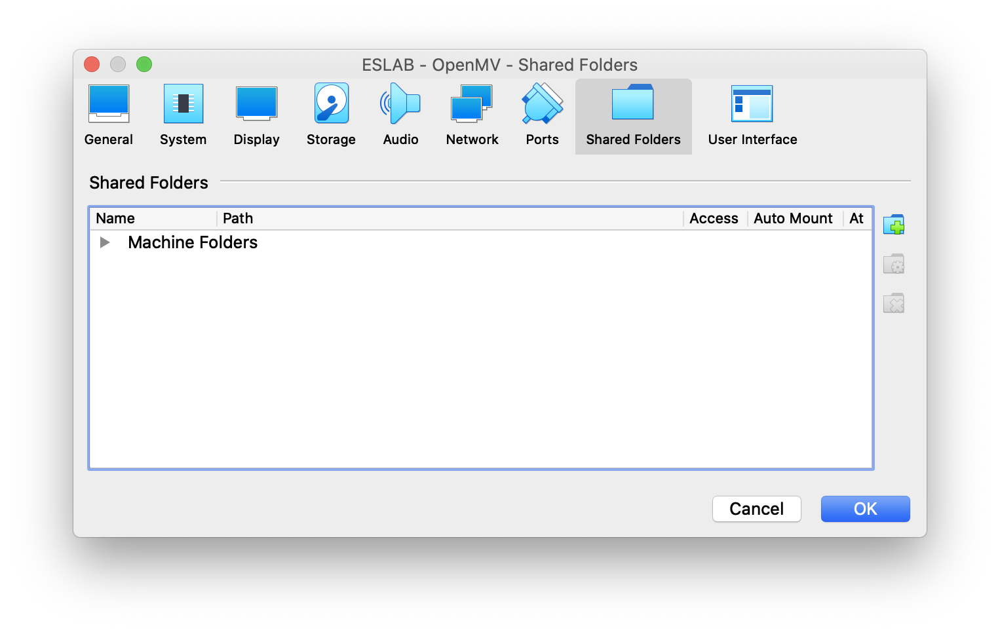 ESLAB - OpenMV - Shared Folders
General System Display Storage Audio Network Ports Shared Folders User Interface
Shared Folders
Name Path Access Auto Mount At
Machine Folders
Cancel OK